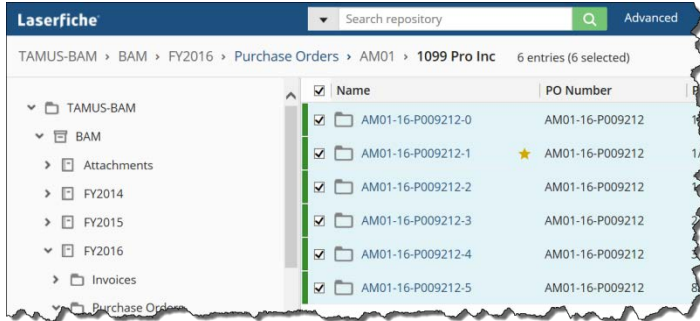 Laserfiche
Search repository
Advanced
TAMUS-BAM › BAM › FY2016 › Purchase Orders › AM01 › 1099 Pro Inc 6 entries (6 selected)
TAMUS-BAM
BAM
Attachments
FY2014
FY2015
FY2016
Invoices
Purchase Orders
Name PO Number
AM01-16-P009212-0 AM01-16-P009212
AM01-16-P009212-1 AM01-16-P009212
AM01-16-P009212-2 AM01-16-P009212
AM01-16-P009212-3 AM01-16-P009212
AM01-16-P009212-4 AM01-16-P009212
AM01-16-P009212-5 AM01-16-P009212